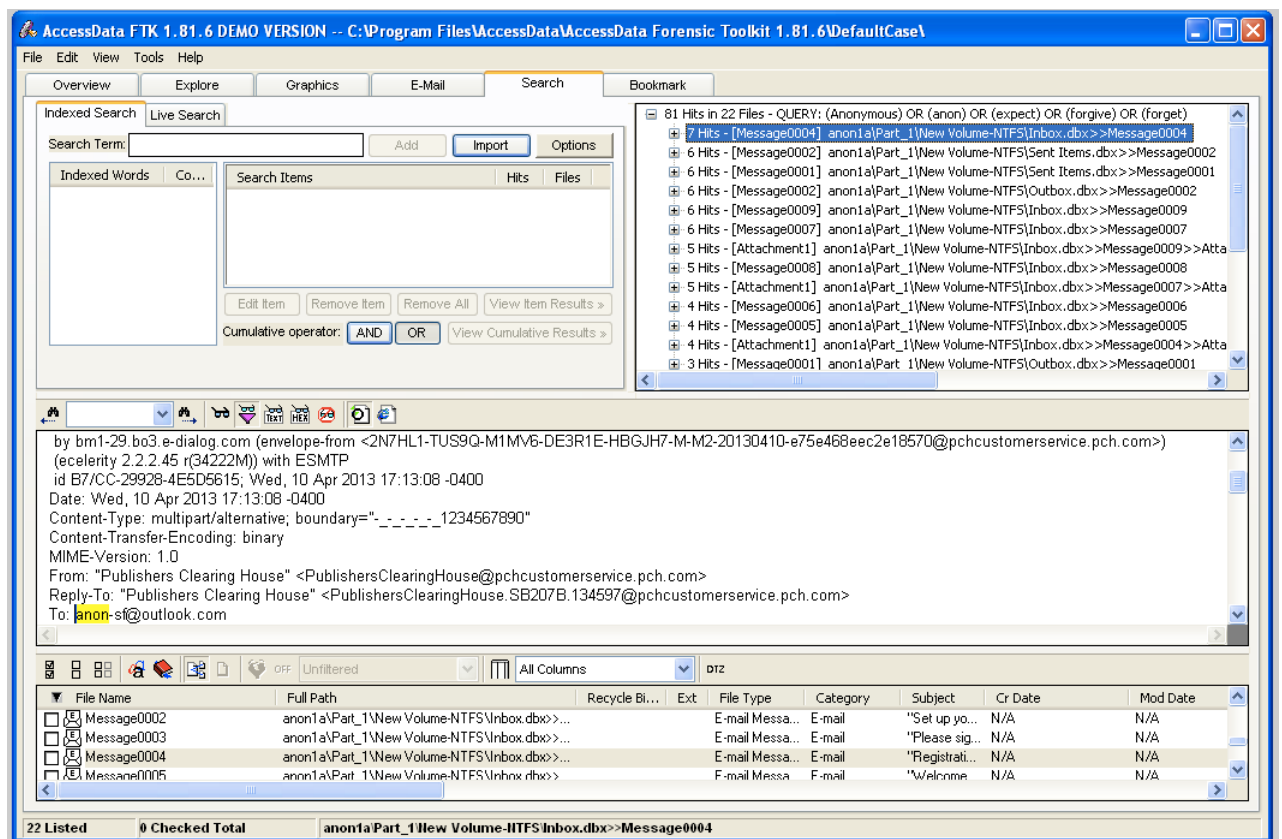 AccessData FTK 1.81.6 DEMO VERSION -- C:\Program Files\AccessData\AccessData Forensic Toolkit 1.81.6\DefaultCase\
File Edit View Tools Help
Overview Explore Graphics E-Mail Search Bookmark
Indexed Search Live Search
Search Term: Add Import Options
Indexed Words Co... Search Items Hits Files
Edit Item Remove Item Remove All View Item Results »
Cumulative operator: AND OR View Cumulative Results »
81 Hits in 22 Files - QUERY: (Anonymous) OR (anon) OR (expect) OR (forgive) OR (forget)
7 Hits - [Message0004] anon1a\Part_1\New Volume-NTFS\Inbox.dbx>>Message0004
6 Hits - [Message0002] anon1a\Part_1\New Volume-NTFS\Sent Items.dbx>>Message0002
6 Hits - [Message0001] anon1a\Part_1\New Volume-NTFS\Sent Items.dbx>>Message0001
6 Hits - [Message0002] anon1a\Part_1\New Volume-NTFS\Outbox.dbx>>Message0002
6 Hits - [Message0009] anon1a\Part_1\New Volume-NTFS\Inbox.dbx>>Message0009
6 Hits - [Message0007] anon1a\Part_1\New Volume-NTFS\Inbox.dbx>>Message0007
5 Hits - [Attachment1] anon1a\Part_1\New Volume-NTFS\Inbox.dbx>>Message0009>>Atta
5 Hits - [Message0008] anon1a\Part_1\New Volume-NTFS\Inbox.dbx>>Message0008
5 Hits - [Attachment1] anon1a\Part_1\New Volume-NTFS\Inbox.dbx>>Message0007>>Atta
4 Hits - [Message0006] anon1a\Part_1\New Volume-NTFS\Inbox.dbx>>Message0006
4 Hits - [Message0005] anon1a\Part_1\New Volume-NTFS\Inbox.dbx>>Message0005
4 Hits - [Attachment1] anon1a\Part_1\New Volume-NTFS\Inbox.dbx>>Message0004>>Atta
3 Hits - [Message0001] anon1a\Part_1\New Volume-NTFS\Outbox.dbx>>Message0001
TEXT HEX
by bm1-29.bo3.e-dialog.com (envelope-from <2N7HL1-TUS9Q-M1MV6-DE3R1E-HBGJH7-M-M2-20130410-e75e468eec2e18570@pchcustomerservice.pch.com>)
(ecelerity 2.2.2.45 r(34222M)) with ESMTP
id B7/CC-29928-4E5D5615; Wed, 10 Apr 2013 17:13:08 -0400
Date: Wed, 10 Apr 2013 17:13:08 -0400
Content-Type: multipart/alternative; boundary="-_-_-_-_-_1234567890"
Content-Transfer-Encoding: binary
MIME-Version: 1.0
From: "Publishers Clearing House" <PublishersClearingHouse@pchcustomerservice.pch.com>
Reply-To: "Publishers Clearing House" <PublishersClearingHouse.SB207B.134597@pchcustomerservice.pch.com>
To: anon-sf@outlook.com
OFF Unfiltered All Columns DTZ
File Name Full Path Recycle Bi... Ext File Type Category Subject Cr Date Mod Date
Message0002 anon1a\Part_1\New Volume-NTFS\Inbox.dbx>>... E-mail Messa... E-mail "Set up yo... N/A N/A
Message0003 anon1a\Part_1\New Volume-NTFS\Inbox.dbx>>... E-mail Messa... E-mail "Please sig... N/A N/A
Message0004 anon1a\Part_1\New Volume-NTFS\Inbox.dbx>>... E-mail Messa... E-mail "Registrati... N/A N/A
Message0005 anon1a\Part_1\New Volume-NTFS\Inbox.dbx>> E-mail Messa E-mail "Welcome N/A N/A
22 Listed 0 Checked Total anon1a\Part_1\New Volume-NTFS\Inbox.dbx>>Message0004